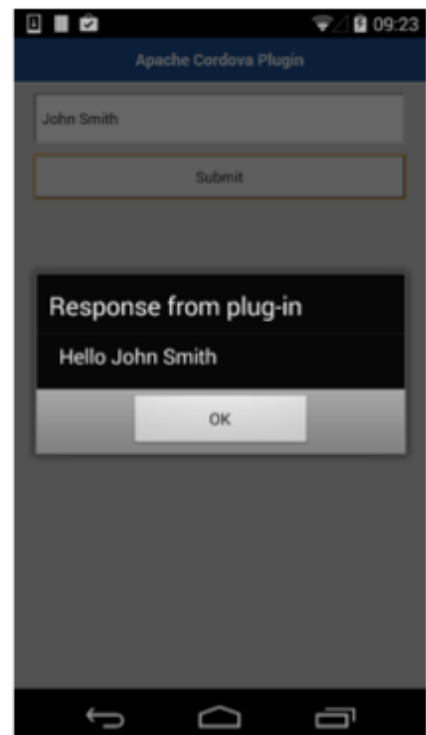 09:23
Apache Cordova Plugin
John Smith
Submit
Response from plug-in
Hello John Smith
OK